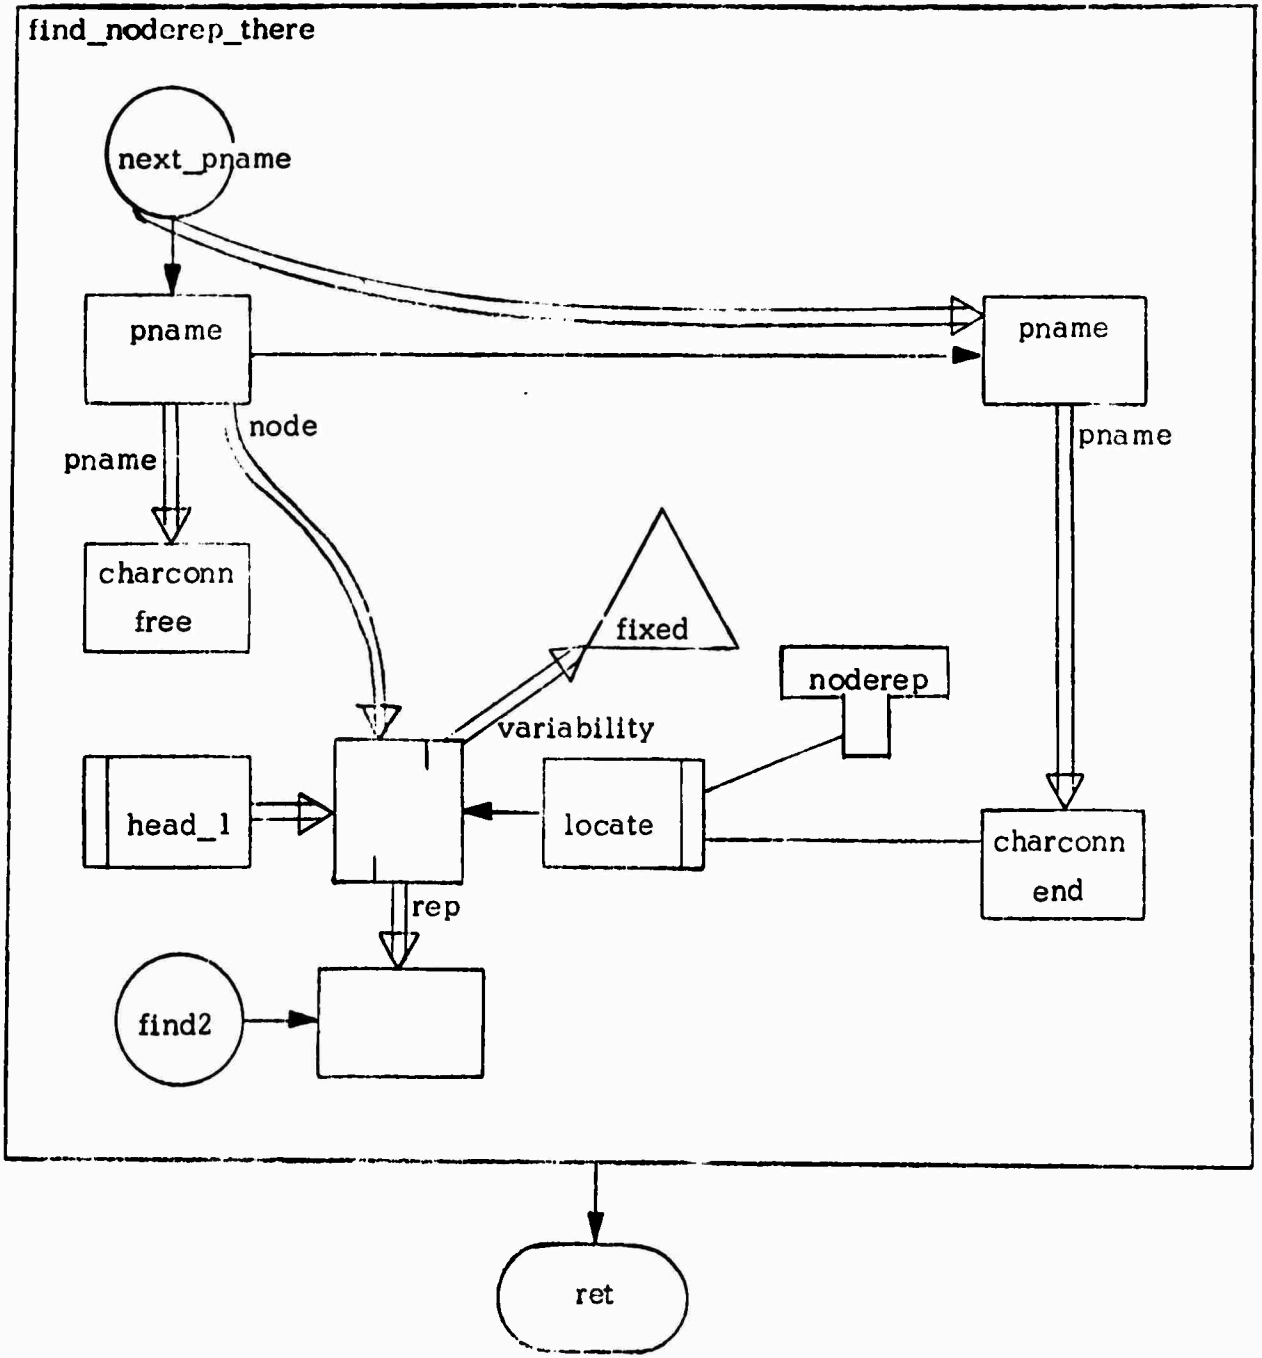 find_noderep_there
next_pname
pname
pname
node
pname
pname
charconn
free
fixed
noderep
variability
head_1
locate
charconn
end
rep
find2
ret